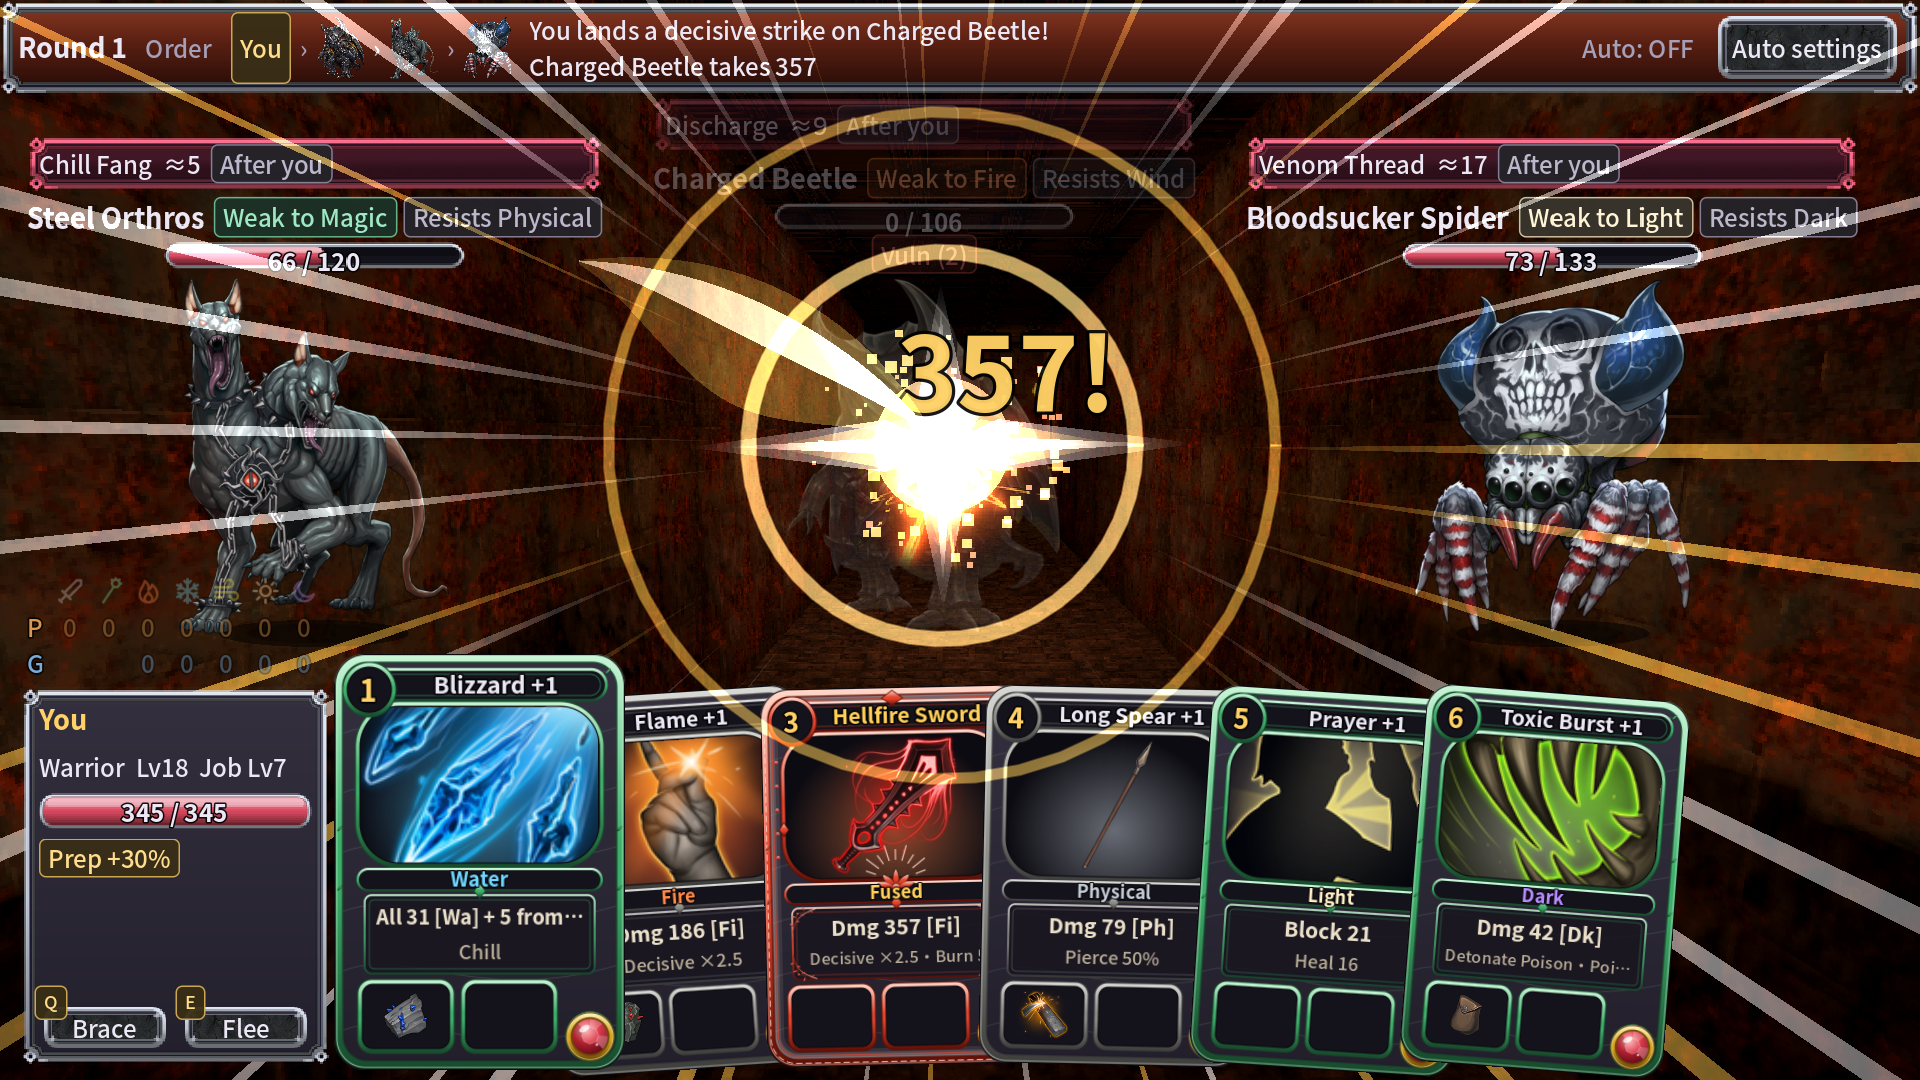 Round 1 Order You › › ›
You lands a decisive strike on Charged Beetle!
Charged Beetle takes 357
Auto: OFF Auto settings
Discharge ≈9 After you
Chill Fang ≈5 After you
Venom Thread ≈17 After you
Charged Beetle Weak to Fire Resists Wind
Steel Orthros Weak to Magic Resists Physical
Bloodsucker Spider Weak to Light Resists Dark
0 / 106
66 / 120
Vuln (2)
73 / 133
357!
P 0 0 0 0 0 0 0
G 0 0 0 0 0
You
Warrior Lv18 Job Lv7
345 / 345
Prep +30%
Q E
Brace Flee
1 Blizzard +1
Water
All 31 [Wa] + 5 from…
Chill
Flame +1
Fire
Dmg 186 [Fi]
Decisive ×2.5
3 Hellfire Sword
Fused
Dmg 357 [Fi]
Decisive ×2.5 • Burn
4 Long Spear +1
Physical
Dmg 79 [Ph]
Pierce 50%
5 Prayer +1
Light
Block 21
Heal 16
6 Toxic Burst +1
Dark
Dmg 42 [Dk]
Detonate Poison • Poi…